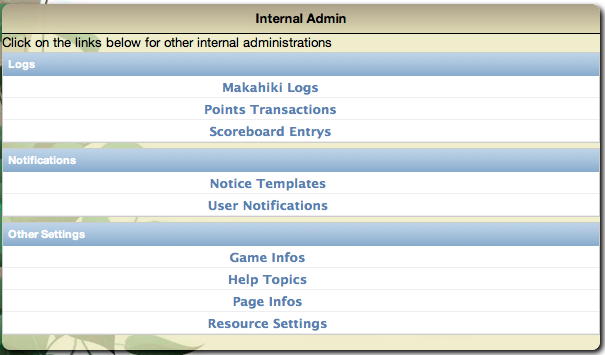 Internal Admin
Click on the links below for other internal administrations
Logs
Makahiki Logs
Points Transactions
Scoreboard Entrys
Notifications
Notice Templates
User Notifications
Other Settings
Game Infos
Help Topics
Page Infos
Resource Settings